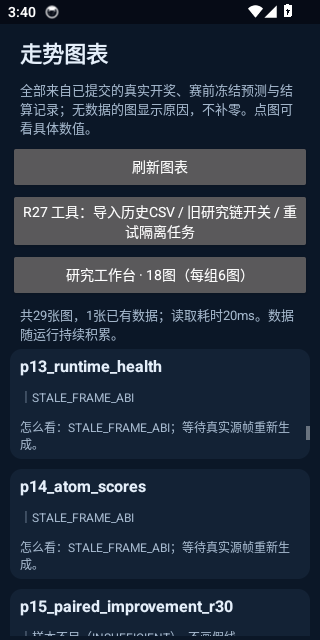 3:40
走势图表
全部来自已提交的真实开奖、赛前冻结预测与结
算记录；无数据的图显示原因，不补零。点图可
看具体数值。
刷新图表
R27 工具：导入历史CSV / 旧研究链开关 / 重
试隔离任务
研究工作台 · 18图（每组6图）
共29张图，1张已有数据；读取耗时20ms。数据
随运行持续积累。
p13_runtime_health
｜STALE_FRAME_ABI
怎么看：STALE_FRAME_ABI；等待真实源帧重新生
成。
p14_atom_scores
｜STALE_FRAME_ABI
怎么看：STALE_FRAME_ABI；等待真实源帧重新生
成。
p15_paired_improvement_r30